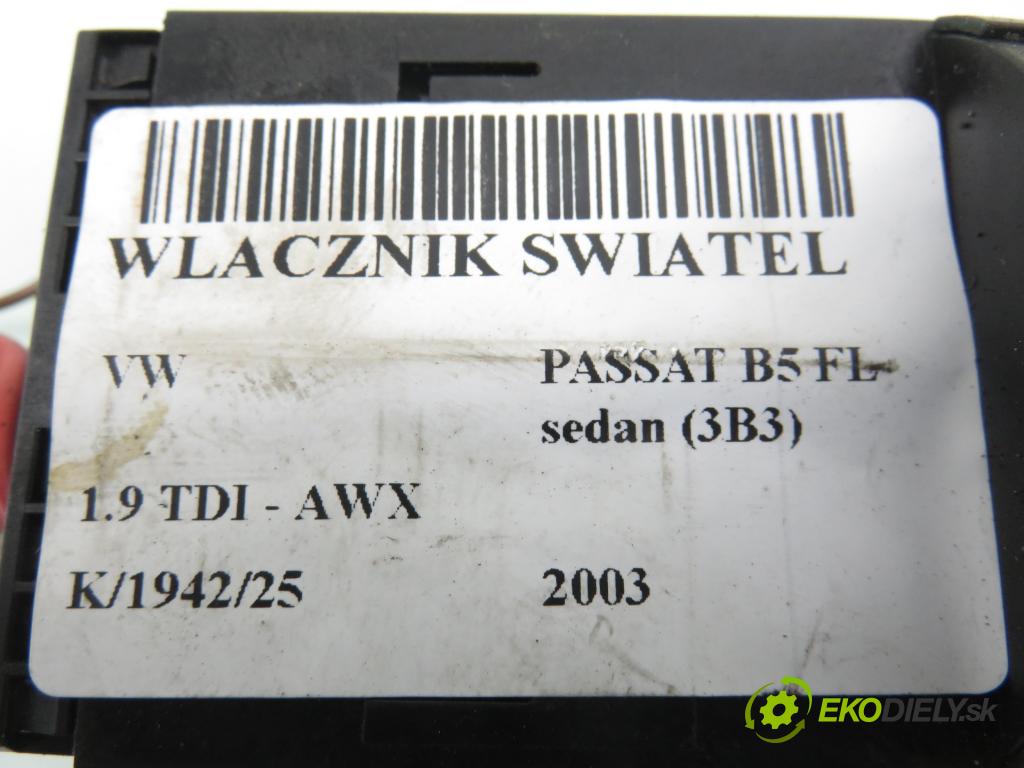 WLACZNIK SWIATEL
VW PASSAT B5 FL
sedan (3B3)
1.9 TDI - AWX
K/1942/25 2003
EKODIELY.sk